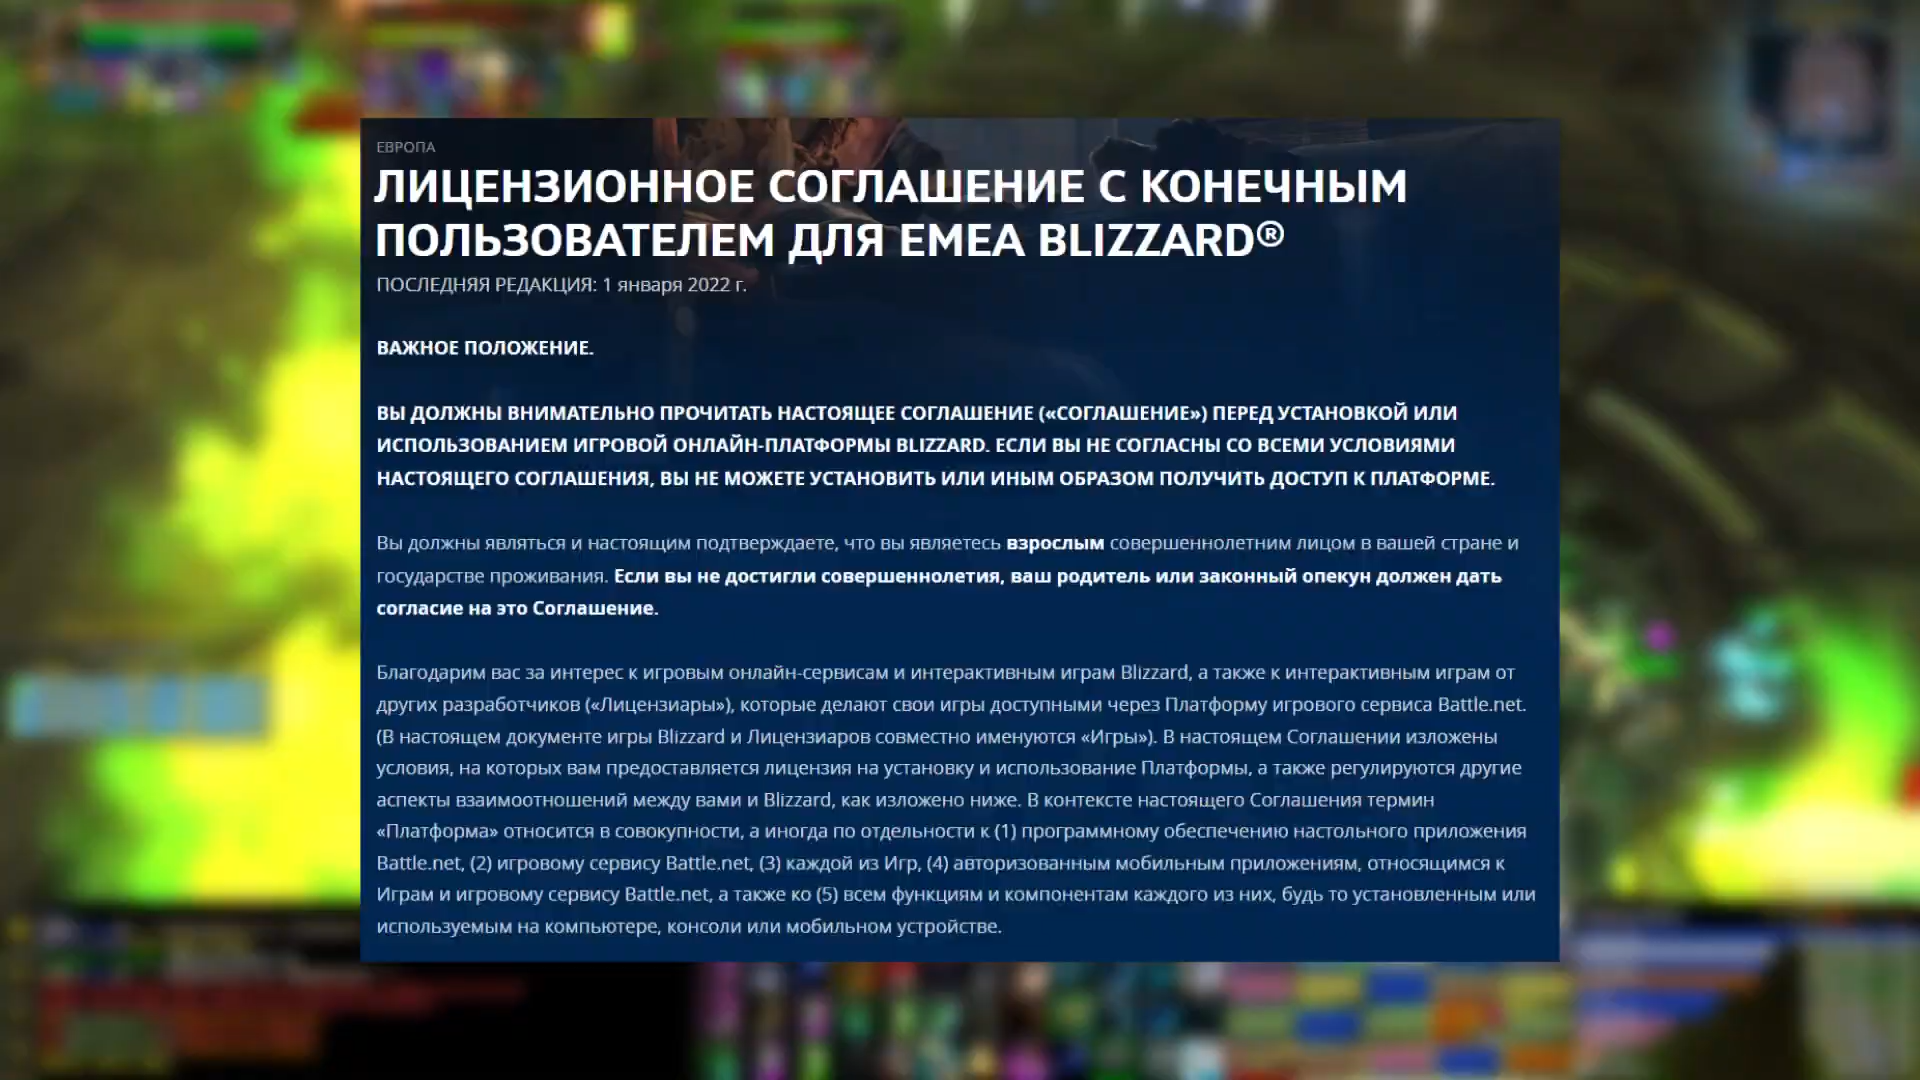 ЕВРОПА
ЛИЦЕНЗИОННОЕ СОГЛАШЕНИЕ С КОНЕЧНЫМ
ПОЛЬЗОВАТЕЛЕМ ДЛЯ EMEA BLIZZARD®
ПОСЛЕДНЯЯ РЕДАКЦИЯ: 1 января 2022 г.
ВАЖНОЕ ПОЛОЖЕНИЕ.
ВЫ ДОЛЖНЫ ВНИМАТЕЛЬНО ПРОЧИТАТЬ НАСТОЯЩЕЕ СОГЛАШЕНИЕ («СОГЛАШЕНИЕ») ПЕРЕД УСТАНОВКОЙ ИЛИ
ИСПОЛЬЗОВАНИЕМ ИГРОВОЙ ОНЛАЙН-ПЛАТФОРМЫ BLIZZARD. ЕСЛИ ВЫ НЕ СОГЛАСНЫ СО ВСЕМИ УСЛОВИЯМИ
НАСТОЯЩЕГО СОГЛАШЕНИЯ, ВЫ НЕ МОЖЕТЕ УСТАНОВИТЬ ИЛИ ИНЫМ ОБРАЗОМ ПОЛУЧИТЬ ДОСТУП К ПЛАТФОРМЕ.
Вы должны являться и настоящим подтверждаете, что вы являетесь взрослым совершеннолетним лицом в вашей стране и
государстве проживания. Если вы не достигли совершеннолетия, ваш родитель или законный опекун должен дать
согласие на это Соглашение.
Благодарим вас за интерес к игровым онлайн-сервисам и интерактивным играм Blizzard, а также к интерактивным играм от
других разработчиков («Лицензиары»), которые делают свои игры доступными через Платформу игрового сервиса Battle.net.
(В настоящем документе игры Blizzard и Лицензиаров совместно именуются «Игры»). В настоящем Соглашении изложены
условия, на которых вам предоставляется лицензия на установку и использование Платформы, а также регулируются другие
аспекты взаимоотношений между вами и Blizzard, как изложено ниже. В контексте настоящего Соглашения термин
«Платформа» относится в совокупности, а иногда по отдельности к (1) программному обеспечению настольного приложения
Battle.net, (2) игровому сервису Battle.net, (3) каждой из Игр, (4) авторизованным мобильным приложениям, относящимся к
Играм и игровому сервису Battle.net, а также ко (5) всем функциям и компонентам каждого из них, будь то установленным или
используемым на компьютере, консоли или мобильном устройстве.